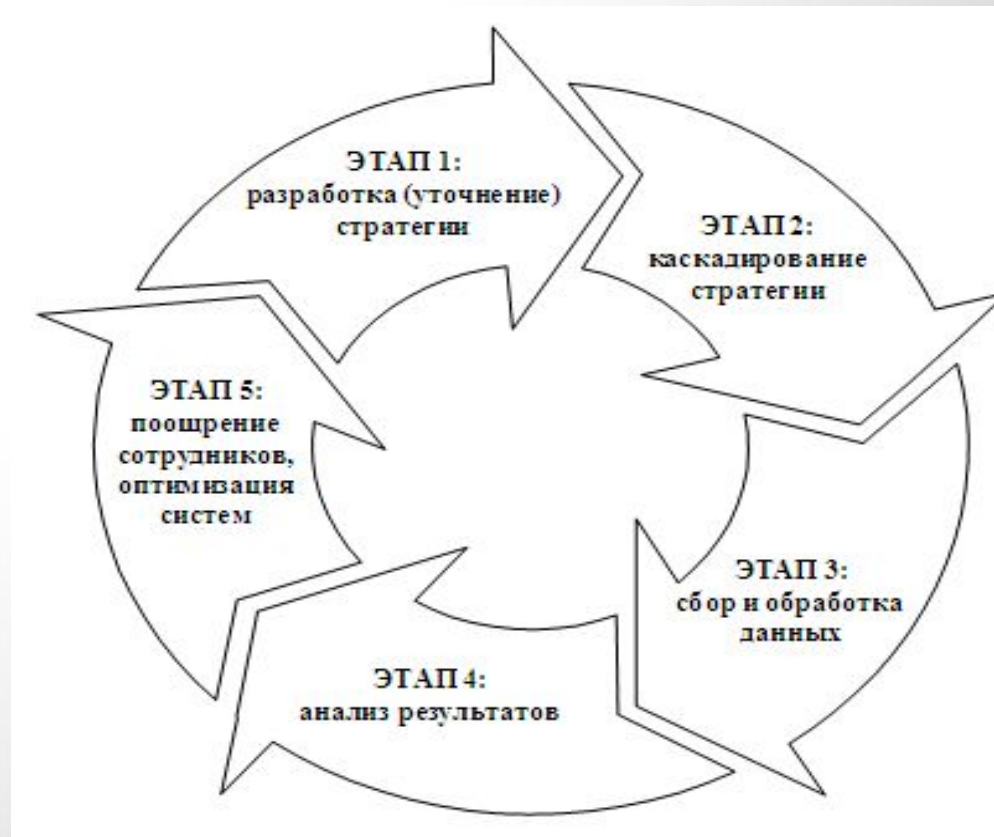 ЭТАП 1:
разработка (уточнение)
стратегии
ЭТАП 2:
каскадирование
стратегии
ЭТАП 3:
сбор и обработка
данных
ЭТАП 4:
анализ результатов
ЭТАП 5:
поощрение
сотрудников,
оптимизация
систем